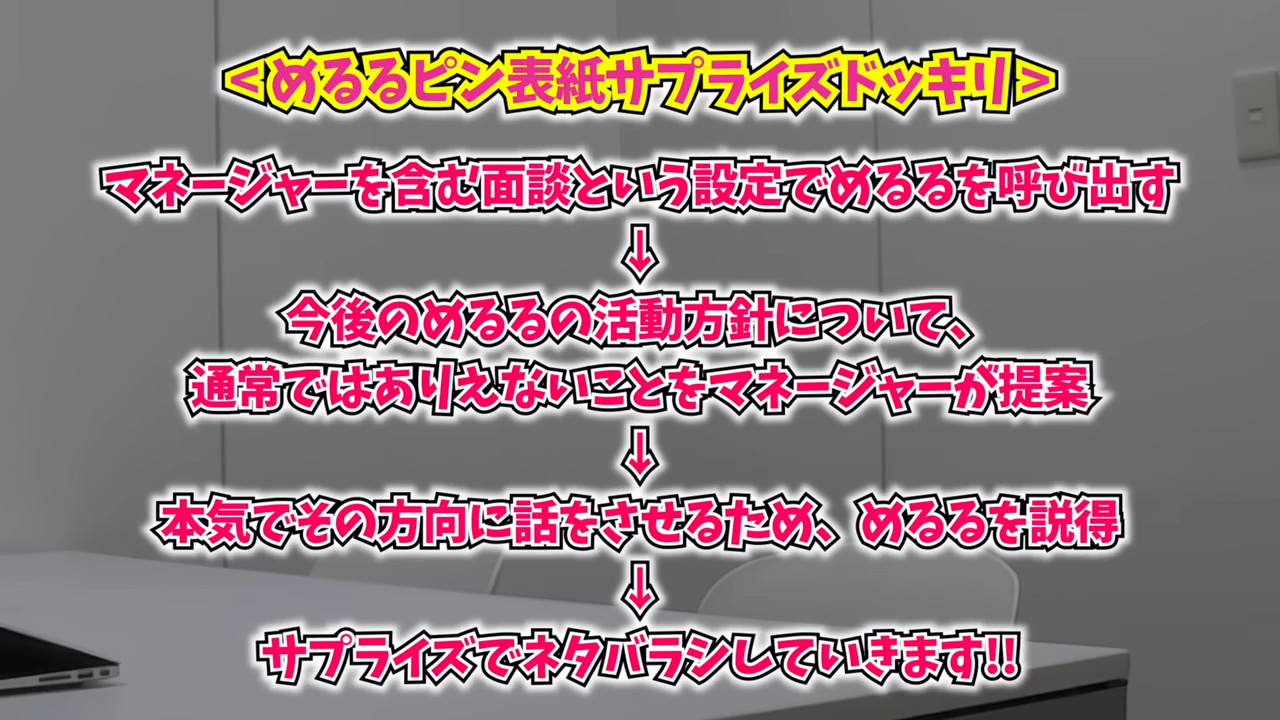 <めるるピン表紙サプライズドッキリ>
マネージャーを含む面談という設定でめるるを呼び出す
↓
今後のめるるの活動方針について、
通常ではありえないことをマネージャーが提案
↓
本気でその方向に話をさせるため、めるるを説得
↓
サプライズでネタバラシしていきます!!